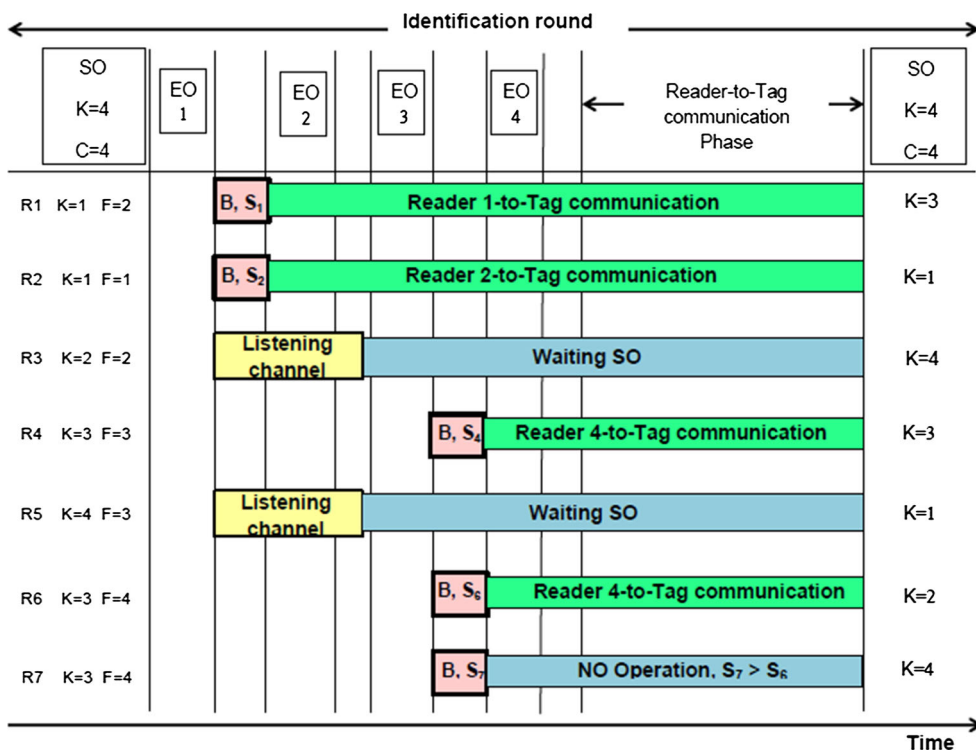 Identification round
SO
K=4
C=4
EO
1
EO
2
EO
3
EO
4
Reader-to-Tag
communication
Phase
SO
K=4
C=4
R1 K=1 F=2
B, S₁
Reader 1-to-Tag communication
K=3
R2 K=1 F=1
B, S₂
Reader 2-to-Tag communication
K=1
R3 K=2 F=2
Listening
channel
Waiting SO
K=4
R4 K=3 F=3
B, S₄
Reader 4-to-Tag communication
K=3
R5 K=4 F=3
Listening
channel
Waiting SO
K=1
R6 K=3 F=4
B, S₆
Reader 4-to-Tag communication
K=2
R7 K=3 F=4
B, S₇
NO Operation, S₇ > S₆
K=4
Time